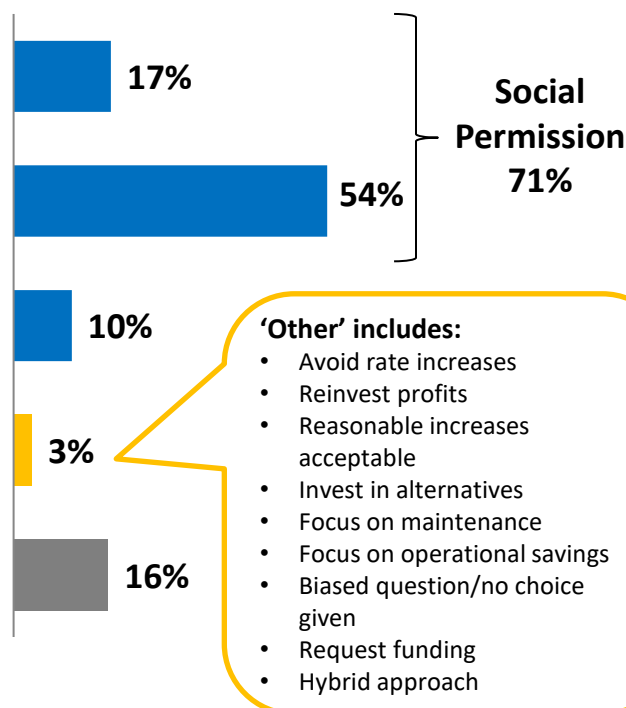 17%
Social
Permission
71%
54%
10%
‘Other’ includes:
• Avoid rate increases
• Reinvest profits
• Reasonable increases
acceptable
• Invest in alternatives
• Focus on maintenance
• Focus on operational savings
• Biased question/no choice
given
• Request funding
• Hybrid approach
3%
16%